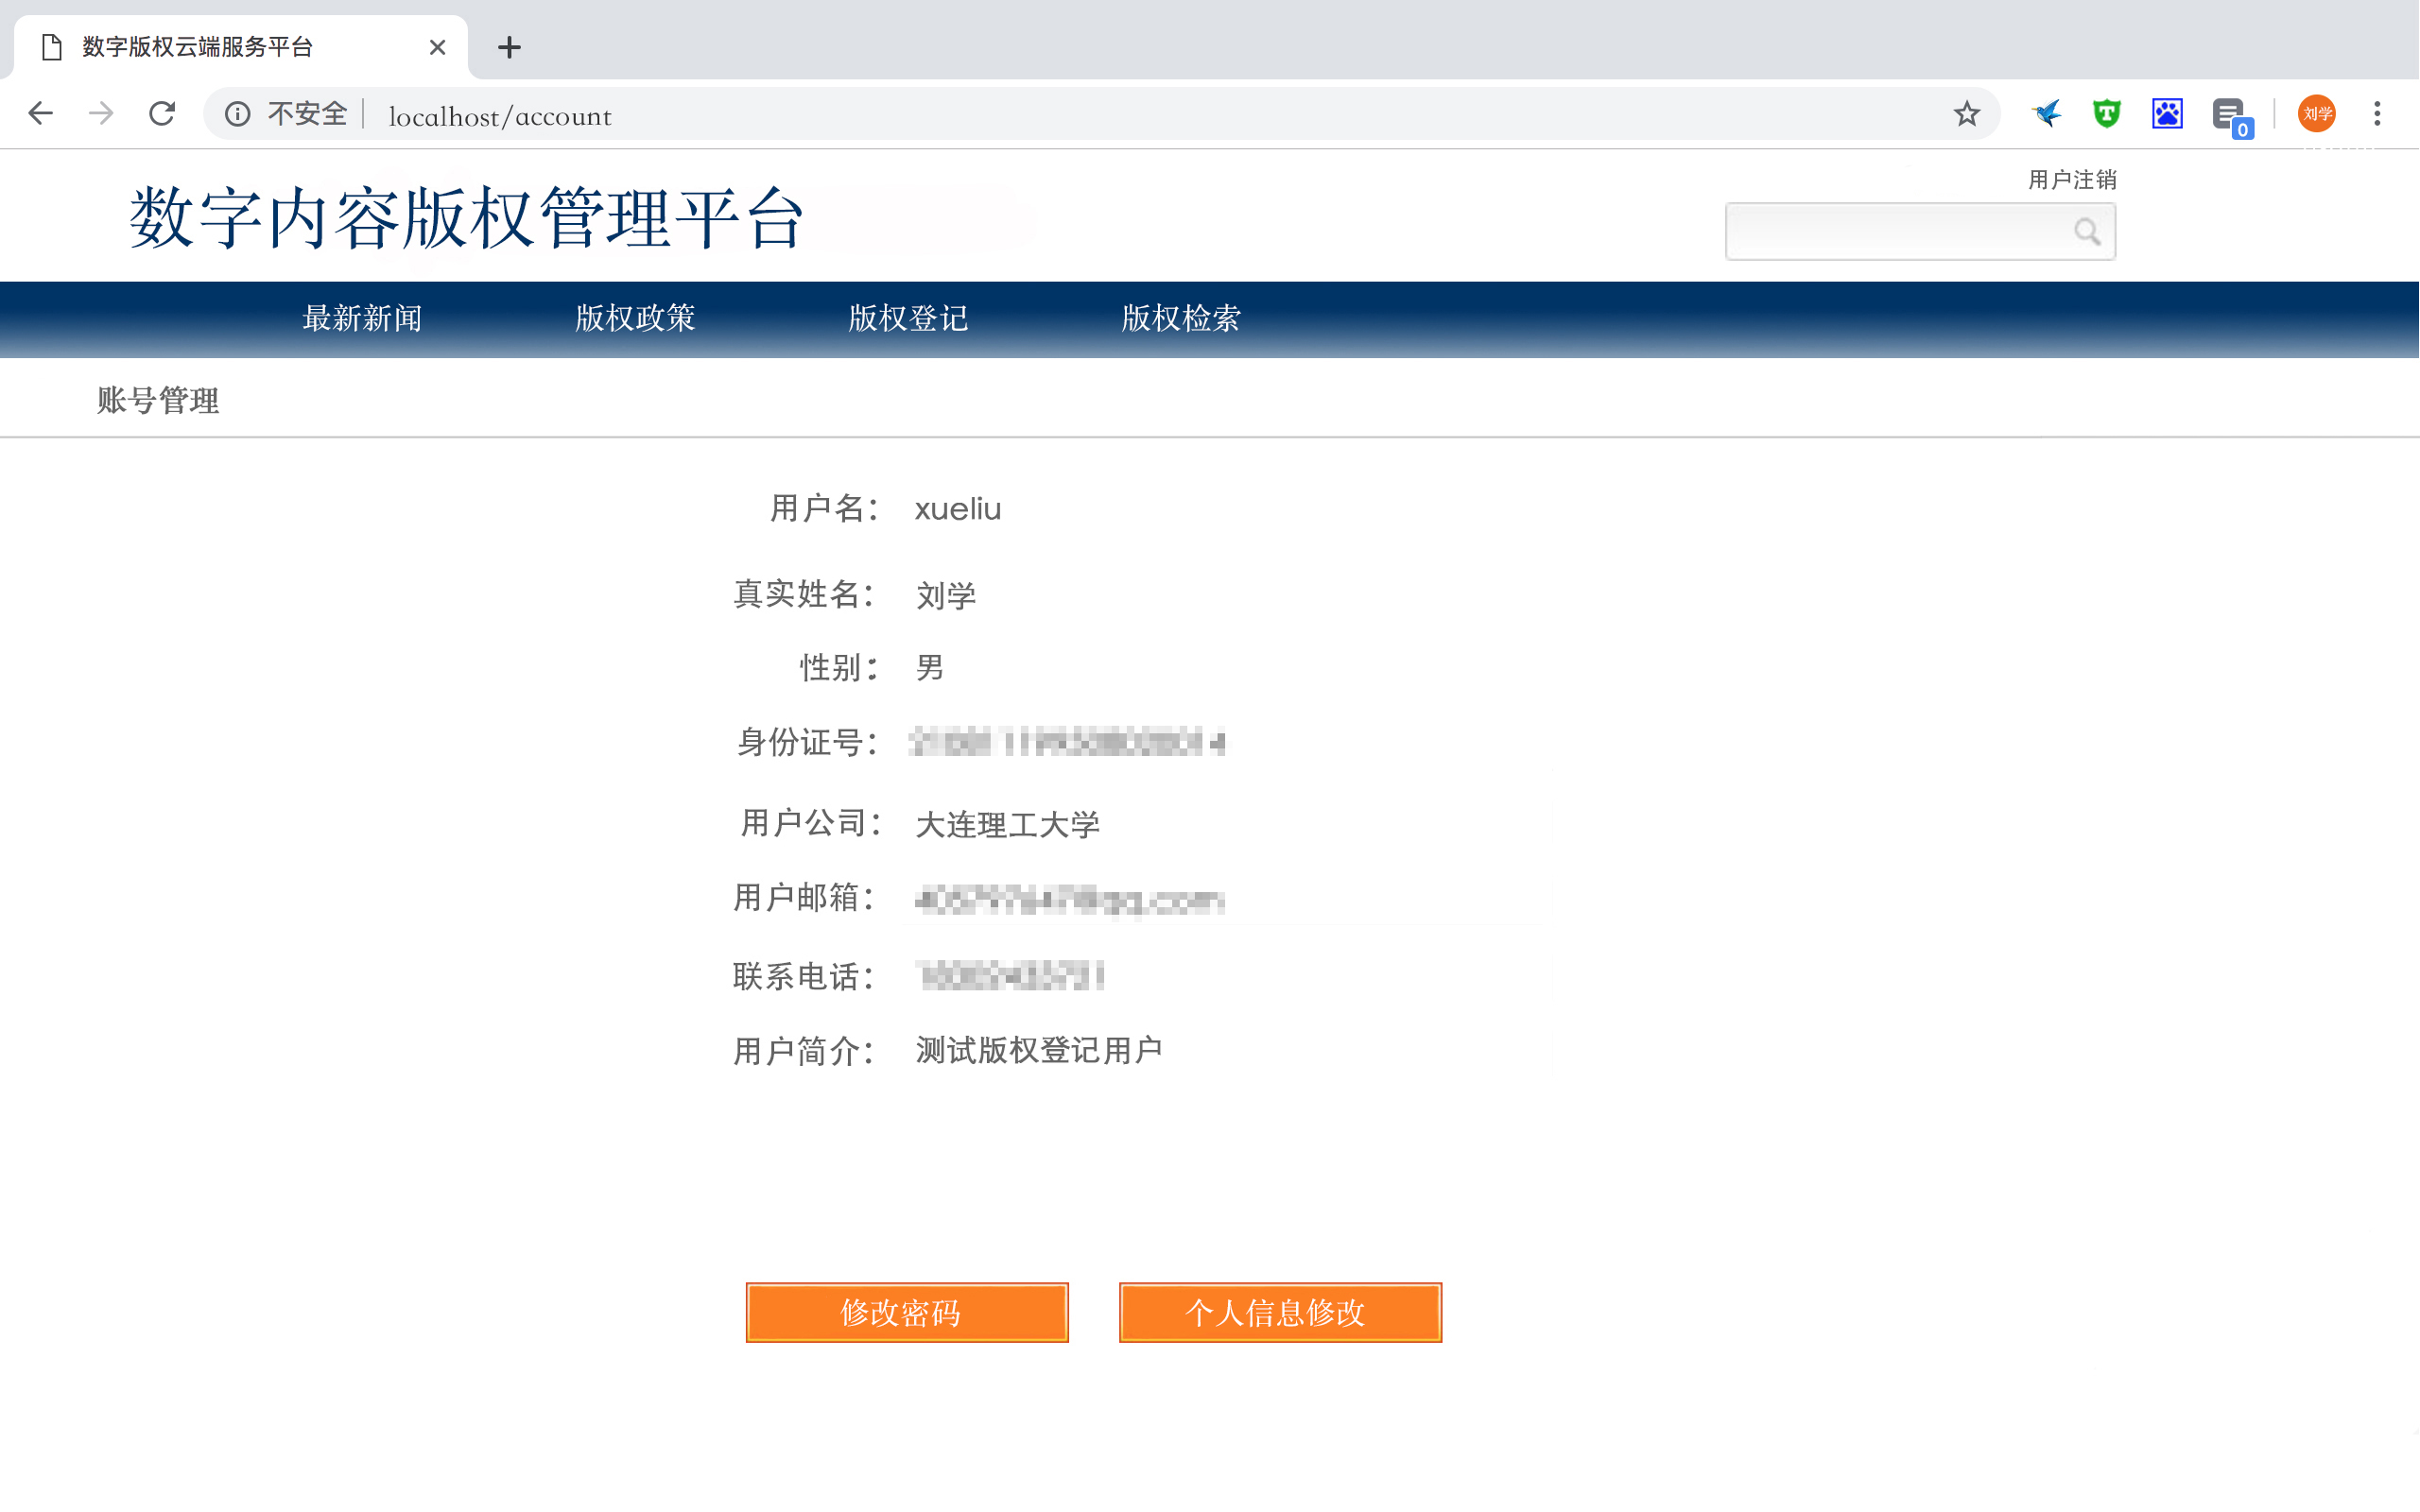 数字版权云端服务平台
不安全 localhost/account
0
刘学
用户注销
数字内容版权管理平台
最新新闻 版权政策 版权登记 版权检索
账号管理
用户名： xueliu
真实姓名： 刘学
性别： 男
身份证号：
用户公司： 大连理工大学
用户邮箱：
联系电话：
用户简介： 测试版权登记用户
修改密码 个人信息修改